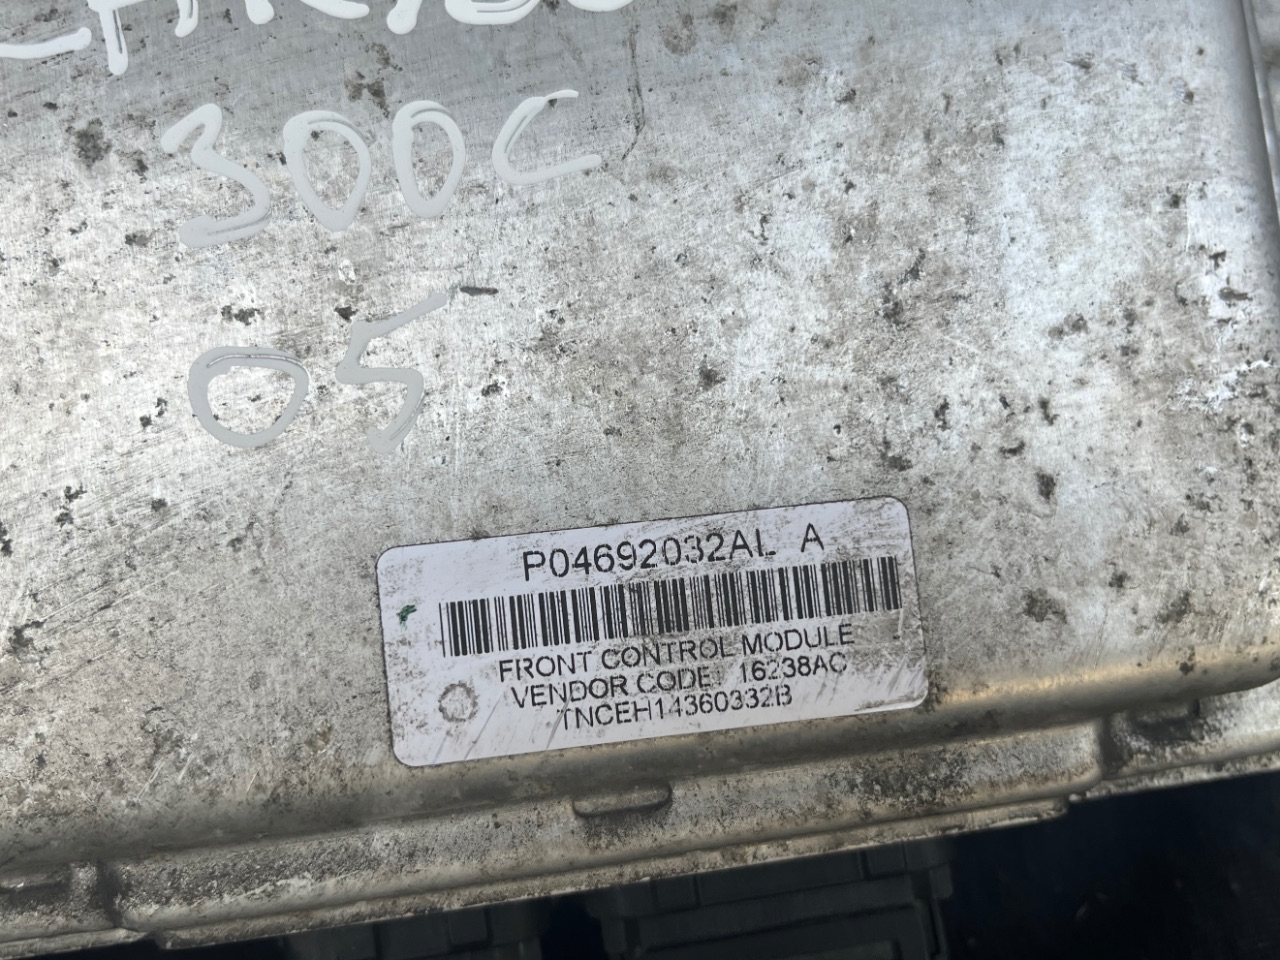 300C
05
P04692032AL A
FRONT CONTROL MODULE
VENDOR CODE: 16238AC
TNCEH14360332B